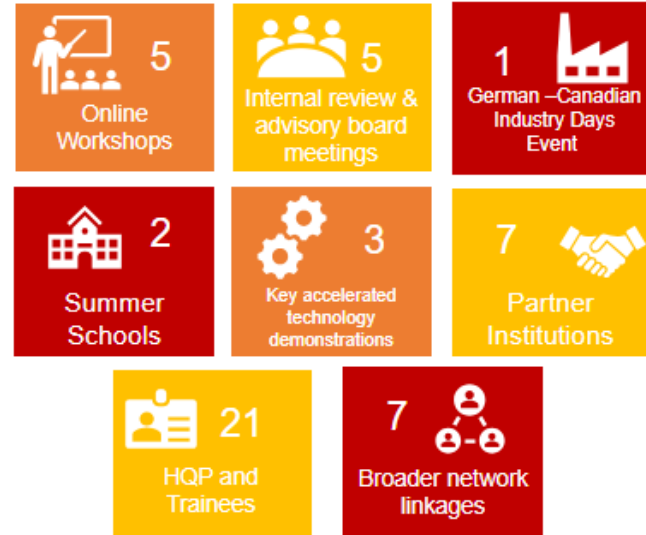 5
Online
Workshops
5
Internal review &
advisory board
meetings
1
German –Canadian
Industry Days
Event
2
Summer
Schools
3
Key accelerated
technology
demonstrations
7
Partner
Institutions
21
HQP and
Trainees
7
Broader network
linkages